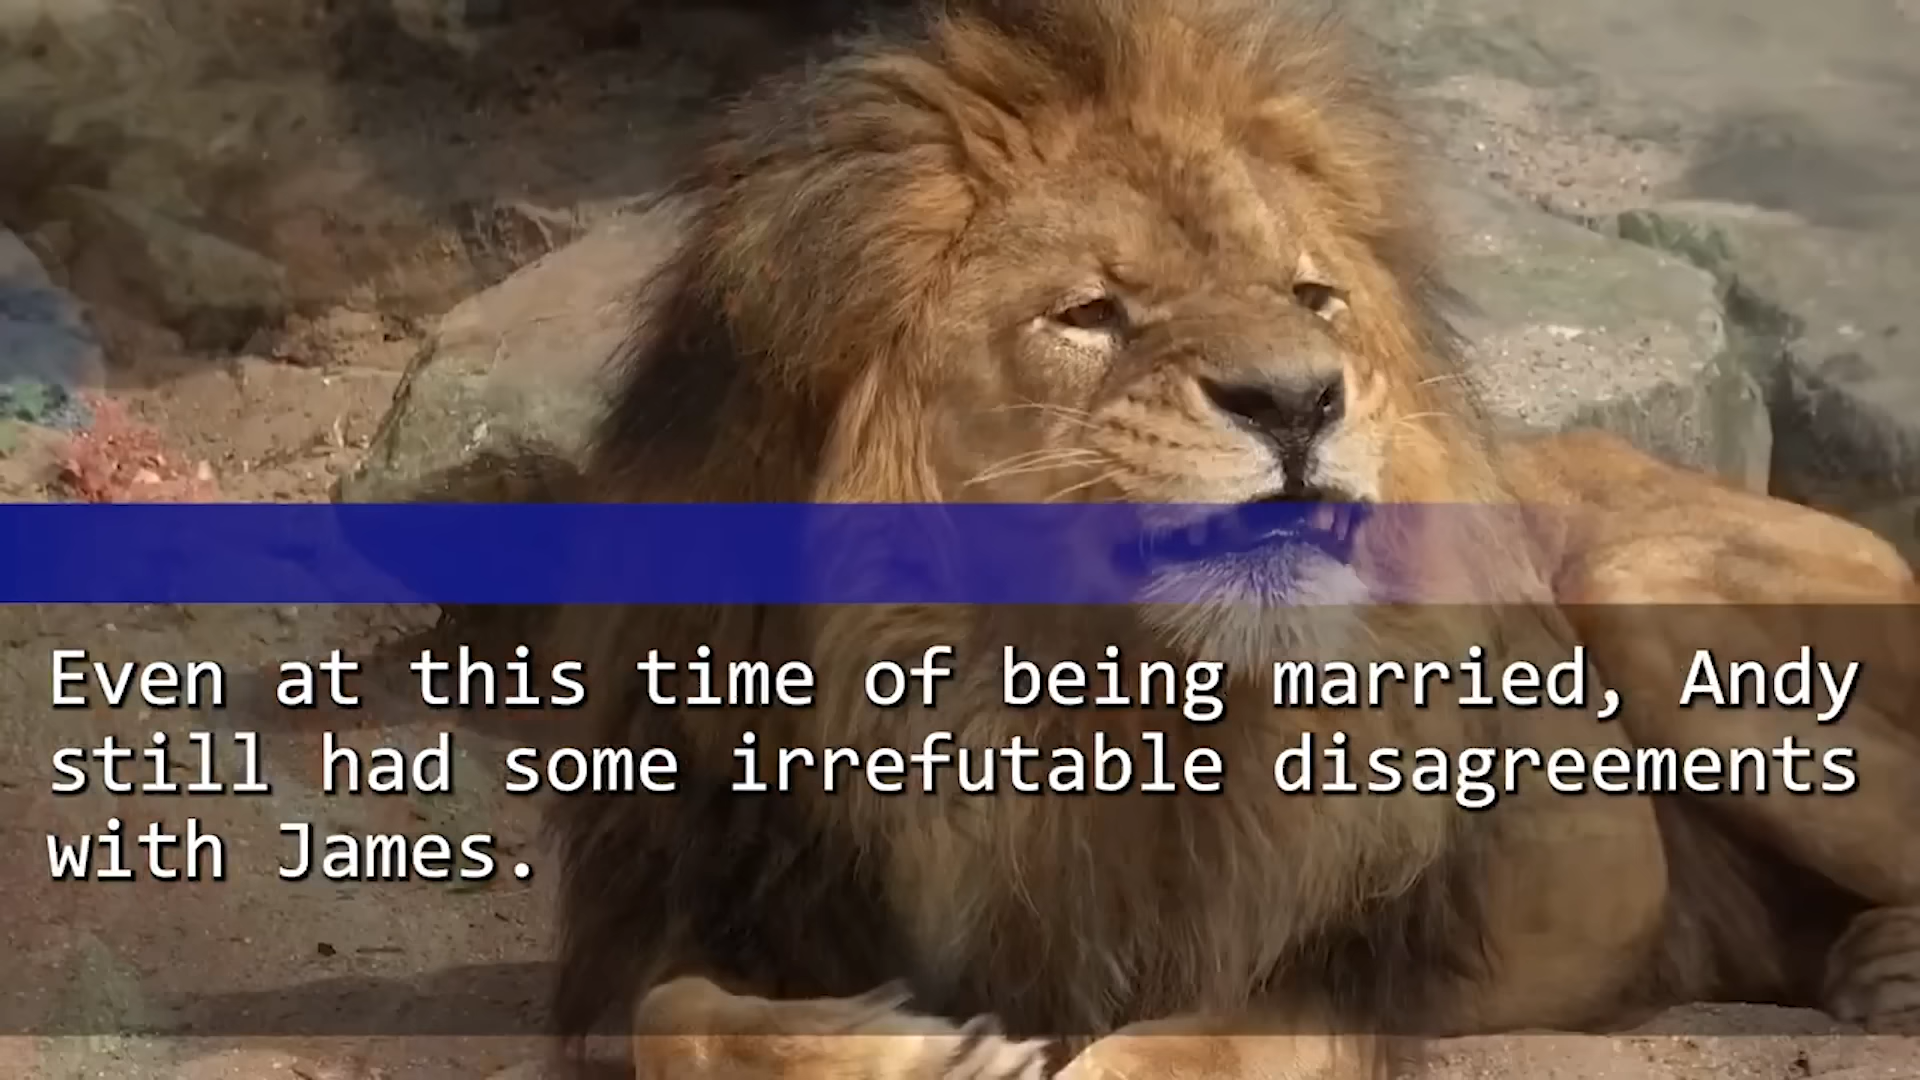 Even at this time of being married, Andy
still had some irrefutable disagreements
with James.